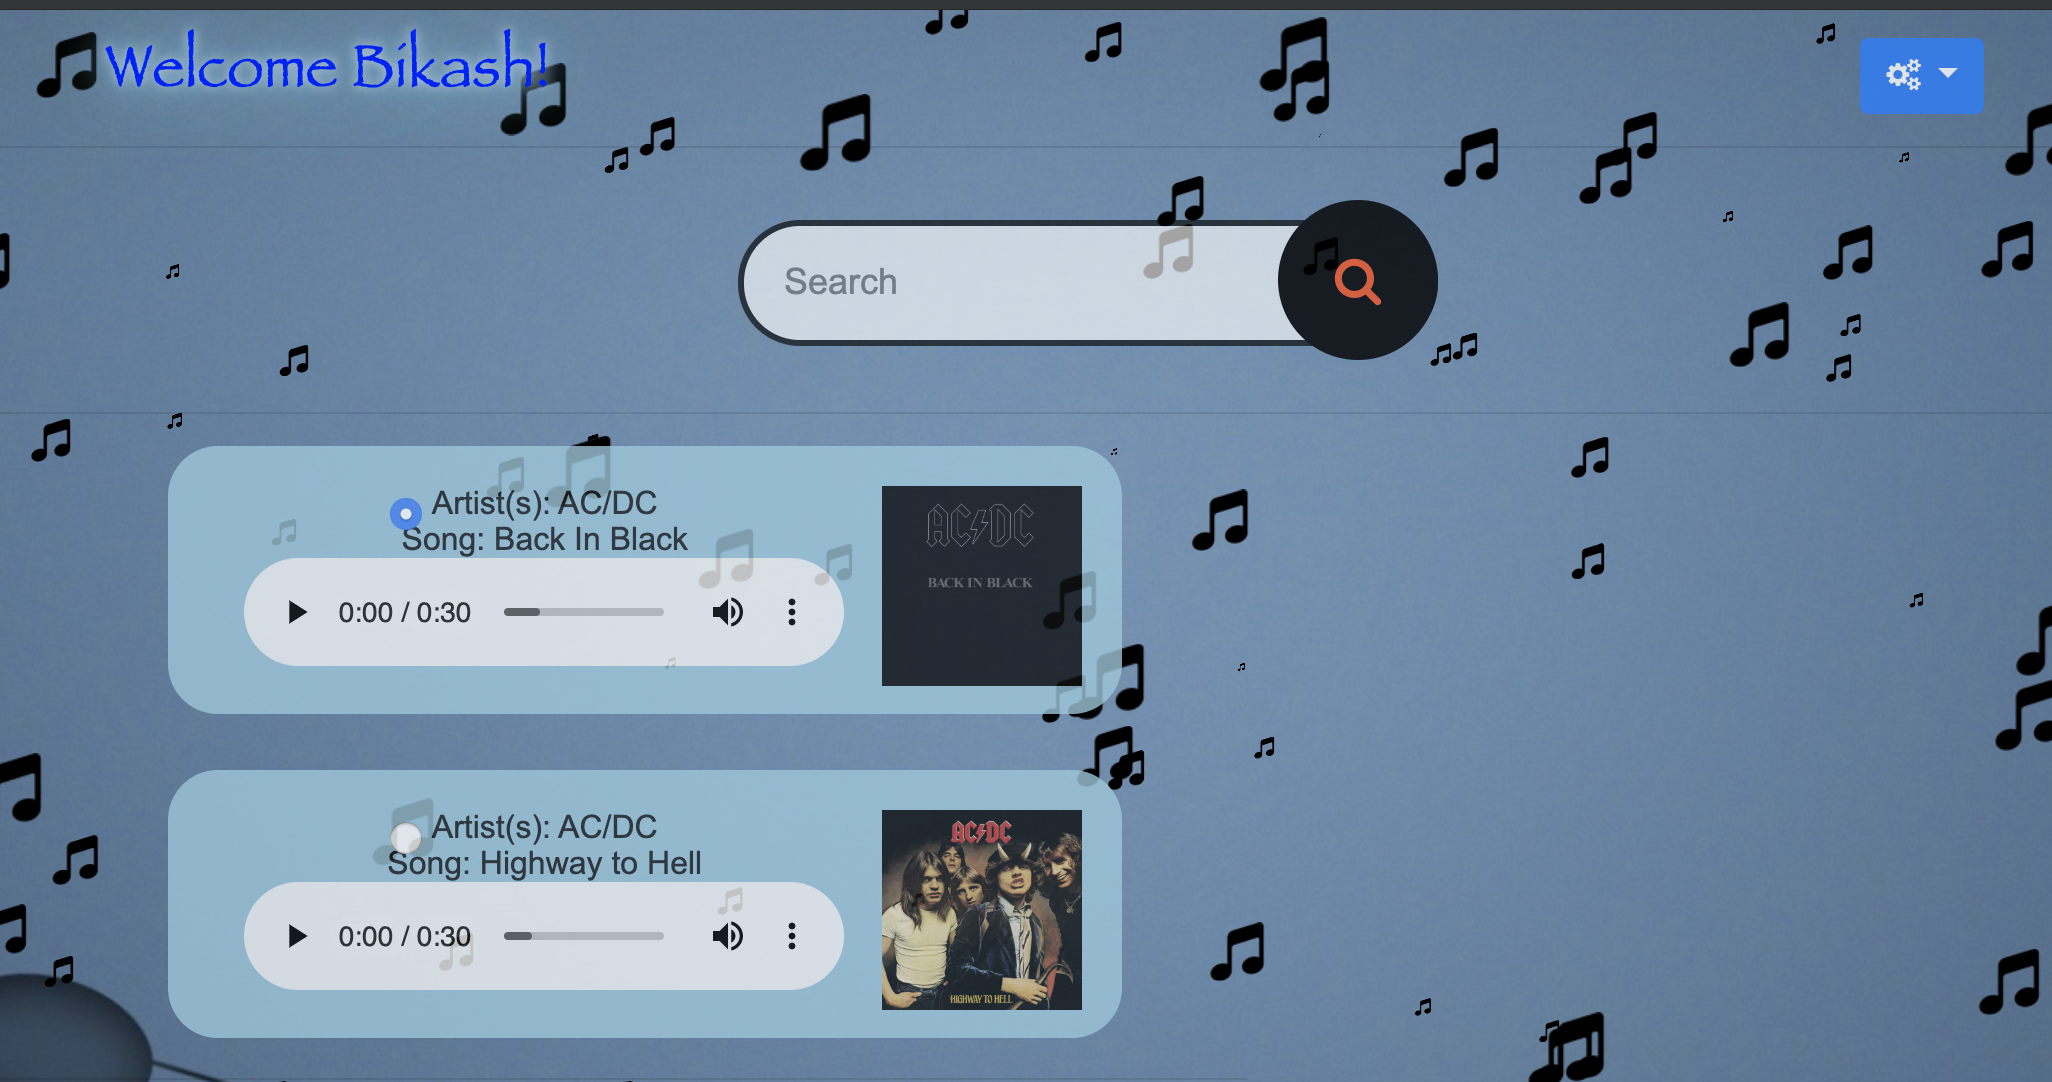 Welcome Bikash!
Search
Artist(s): AC/DC
Song: Back In Black
0:00 / 0:30
AC/DC
BACK IN BLACK
Artist(s): AC/DC
Song: Highway to Hell
0:00 / 0:30
AC/DC
HIGHWAY TO HELL